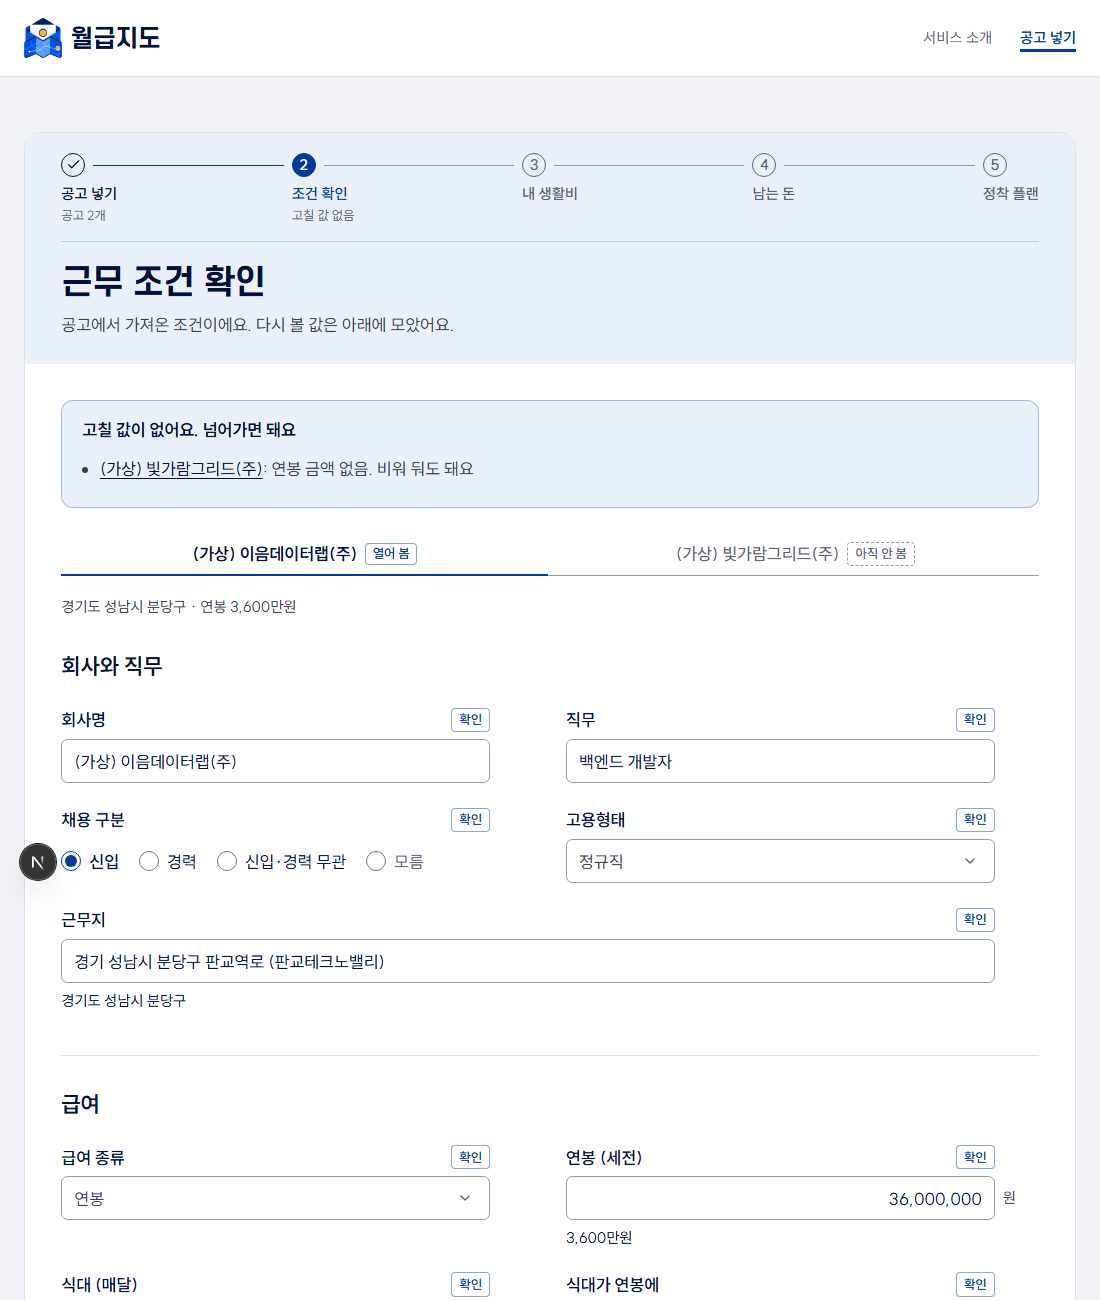 월급지도
서비스 소개
공고 넣기
2
3
4
5
공고 넣기
조건 확인
내 생활비
남는 돈
정착 플랜
공고 2개
고칠 값 없음
근무 조건 확인
공고에서 가져온 조건이에요. 다시 볼 값은 아래에 모았어요.
고칠 값이 없어요. 넘어가면 돼요
• (가상) 빛가람그리드(주): 연봉 금액 없음. 비워 둬도 돼요
(가상) 이음데이터랩(주) 열어 봄
(가상) 빛가람그리드(주) 아직 안 봄
경기도 성남시 분당구 · 연봉 3,600만원
회사와 직무
회사명 확인
직무 확인
(가상) 이음데이터랩(주)
백엔드 개발자
채용 구분 확인
고용형태 확인
N
신입 경력 신입·경력 무관 모름
정규직
근무지 확인
경기 성남시 분당구 판교역로 (판교테크노밸리)
경기도 성남시 분당구
급여
급여 종류 확인
연봉 (세전) 확인
연봉
36,000,000 원
3,600만원
식대 (매달) 확인
식대가 연봉에 확인